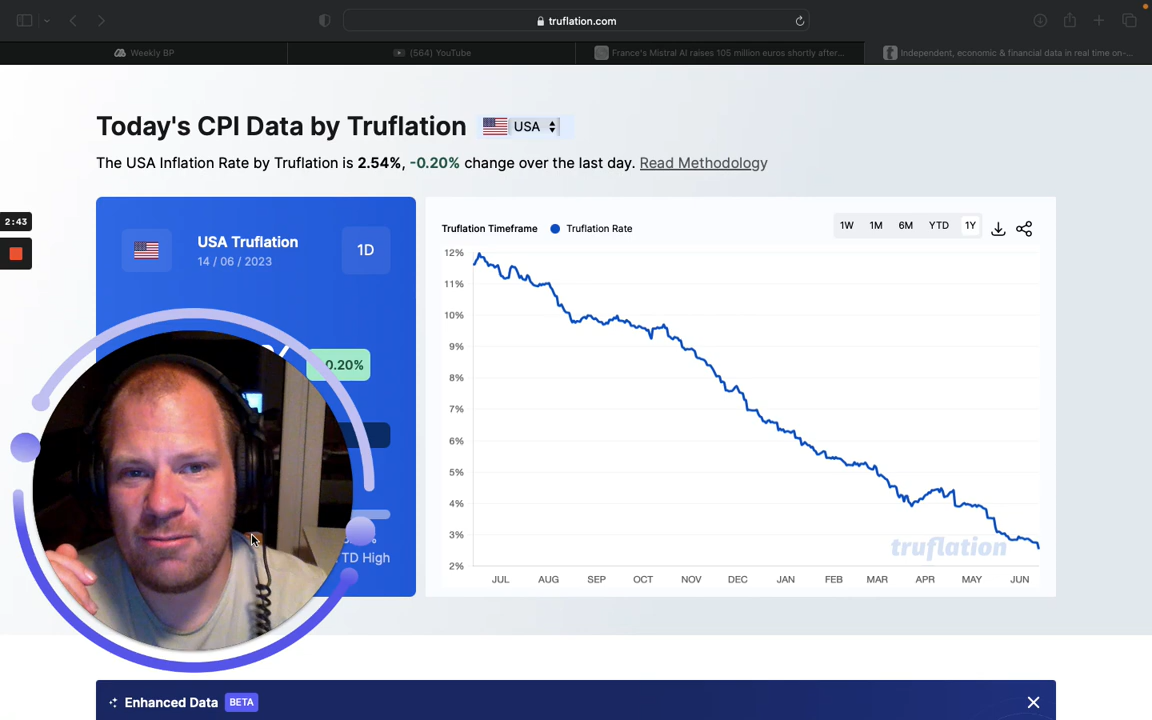 truflation.com
Weekly BP
(564) YouTube
France's Mistral AI raises 105 million euros shortly after...
Independent, economic & financial data in real time on-...
Today's CPI Data by Truflation
USA
The USA Inflation Rate by Truflation is 2.54%, -0.20% change over the last day. Read Methodology
2:43
USA Truflation
14 / 06 / 2023
1D
0.20%
TD High
Truflation Timeframe
Truflation Rate
1W 1M 6M YTD 1Y
12%
11%
10%
9%
8%
7%
6%
5%
4%
3%
2%
truflation
JUL AUG SEP OCT NOV DEC JAN FEB MAR APR MAY JUN
Enhanced Data BETA